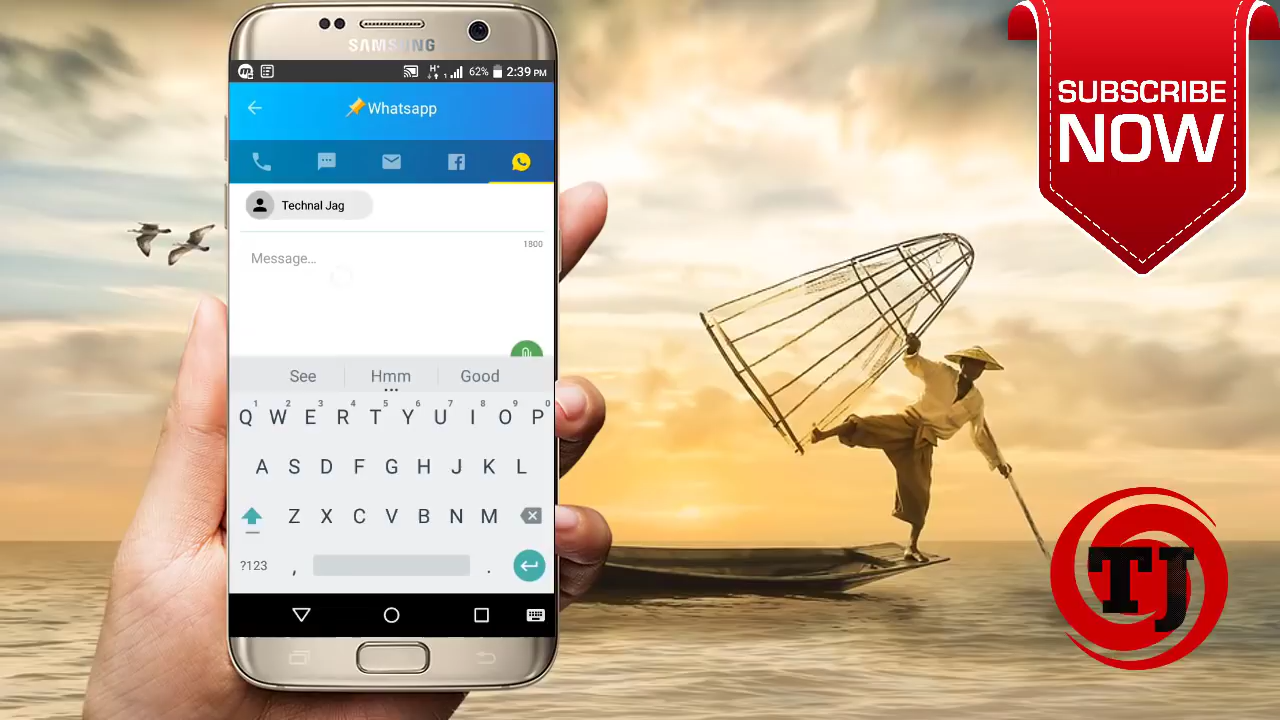 SAMSUNG
H+
1
62%
2:39 PM
Whatsapp
Technal Jag
1800
Message...
See
Hmm
Good
1 2 3 4 5 6 7 8 9 0
Q W E R T Y U I O P
A S D F G H J K L
Z X C V B N M
?123 , .
SUBSCRIBE
NOW
TJ